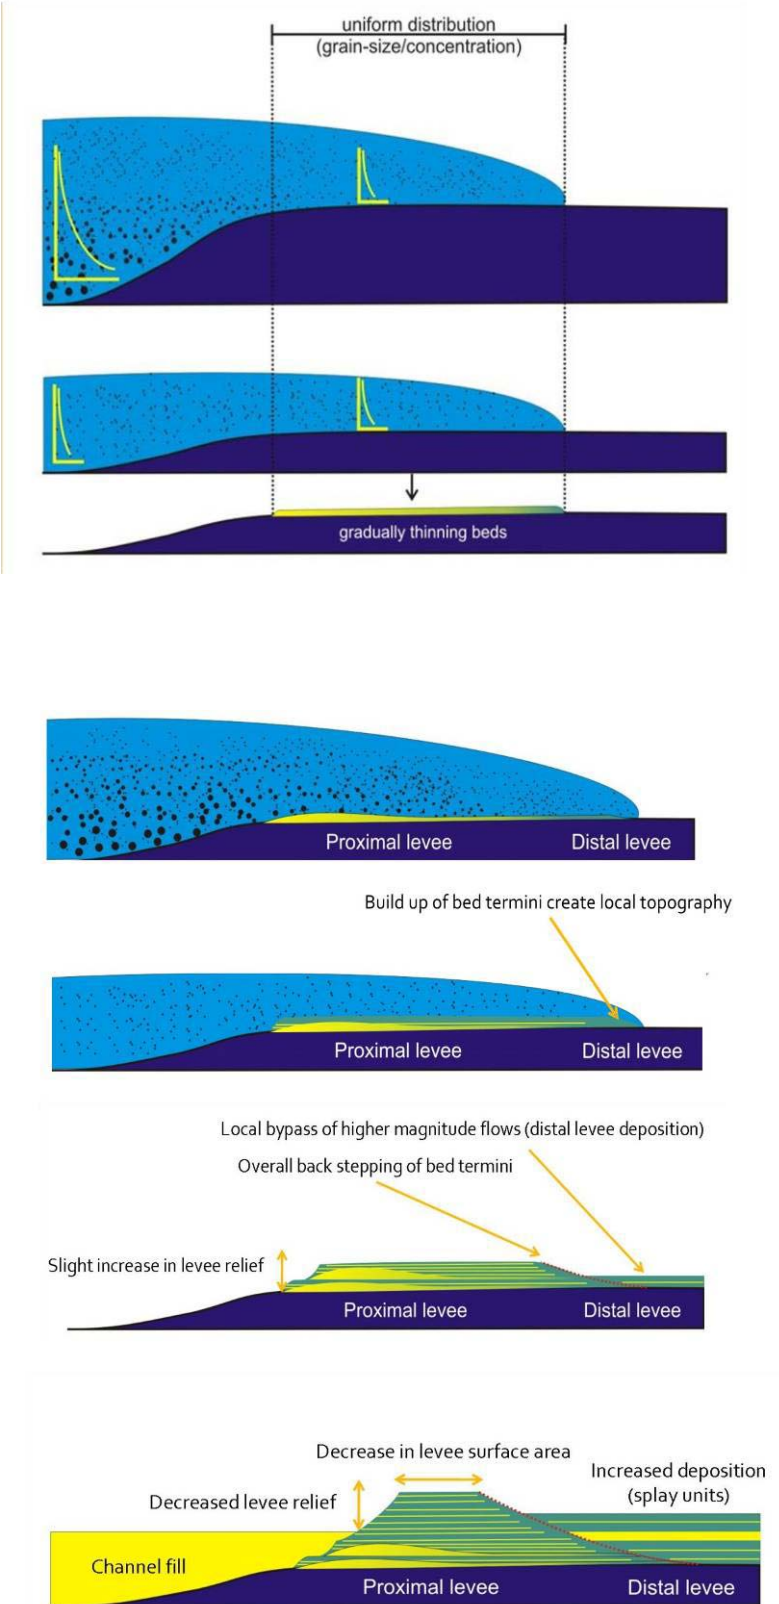 uniform distribution
(grain-size/concentration)
gradually thinning beds
Proximal levee
Distal levee
Build up of bed termini create local topography
Proximal levee
Distal levee
Local bypass of higher magnitude flows (distal levee deposition)
Overall back stepping of bed termini
Slight increase in levee relief
Proximal levee
Distal levee
Decrease in levee surface area
Increased deposition
(splay units)
Decreased levee relief
Channel fill
Proximal levee
Distal levee